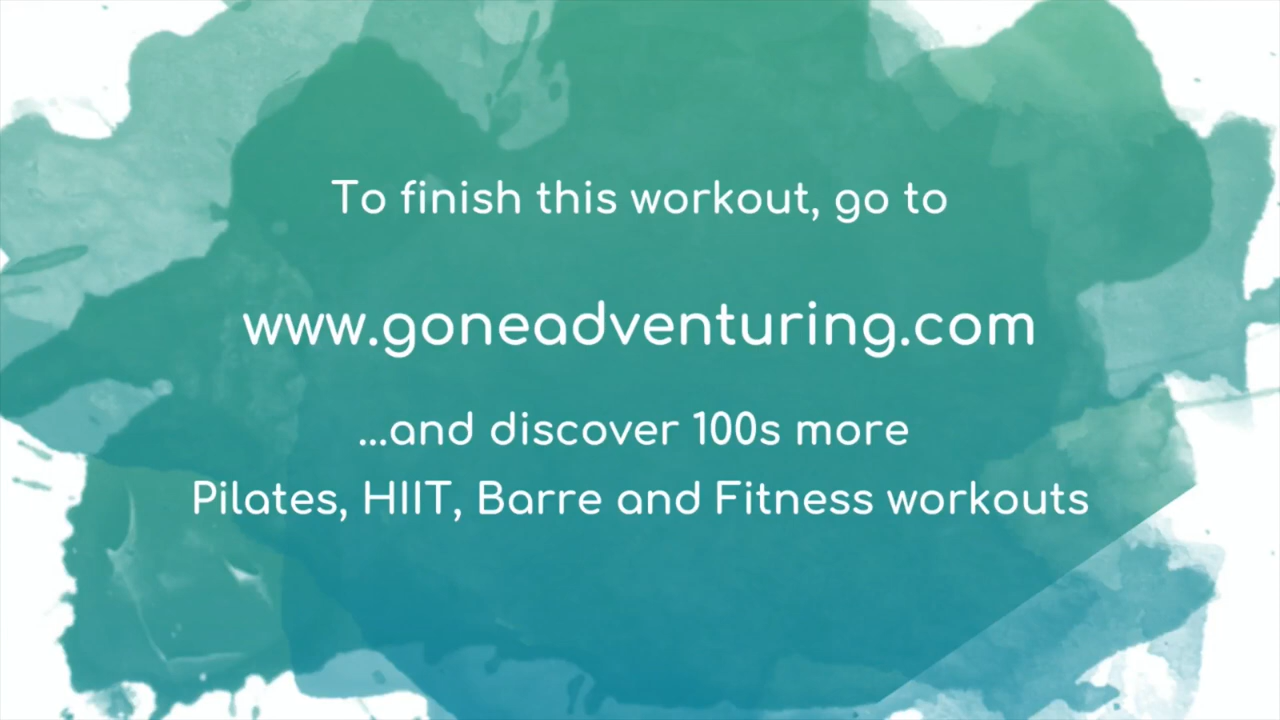 To finish this workout, go to
www.goneadventuring.com
...and discover 100s more
Pilates, HIIT, Barre and Fitness workouts